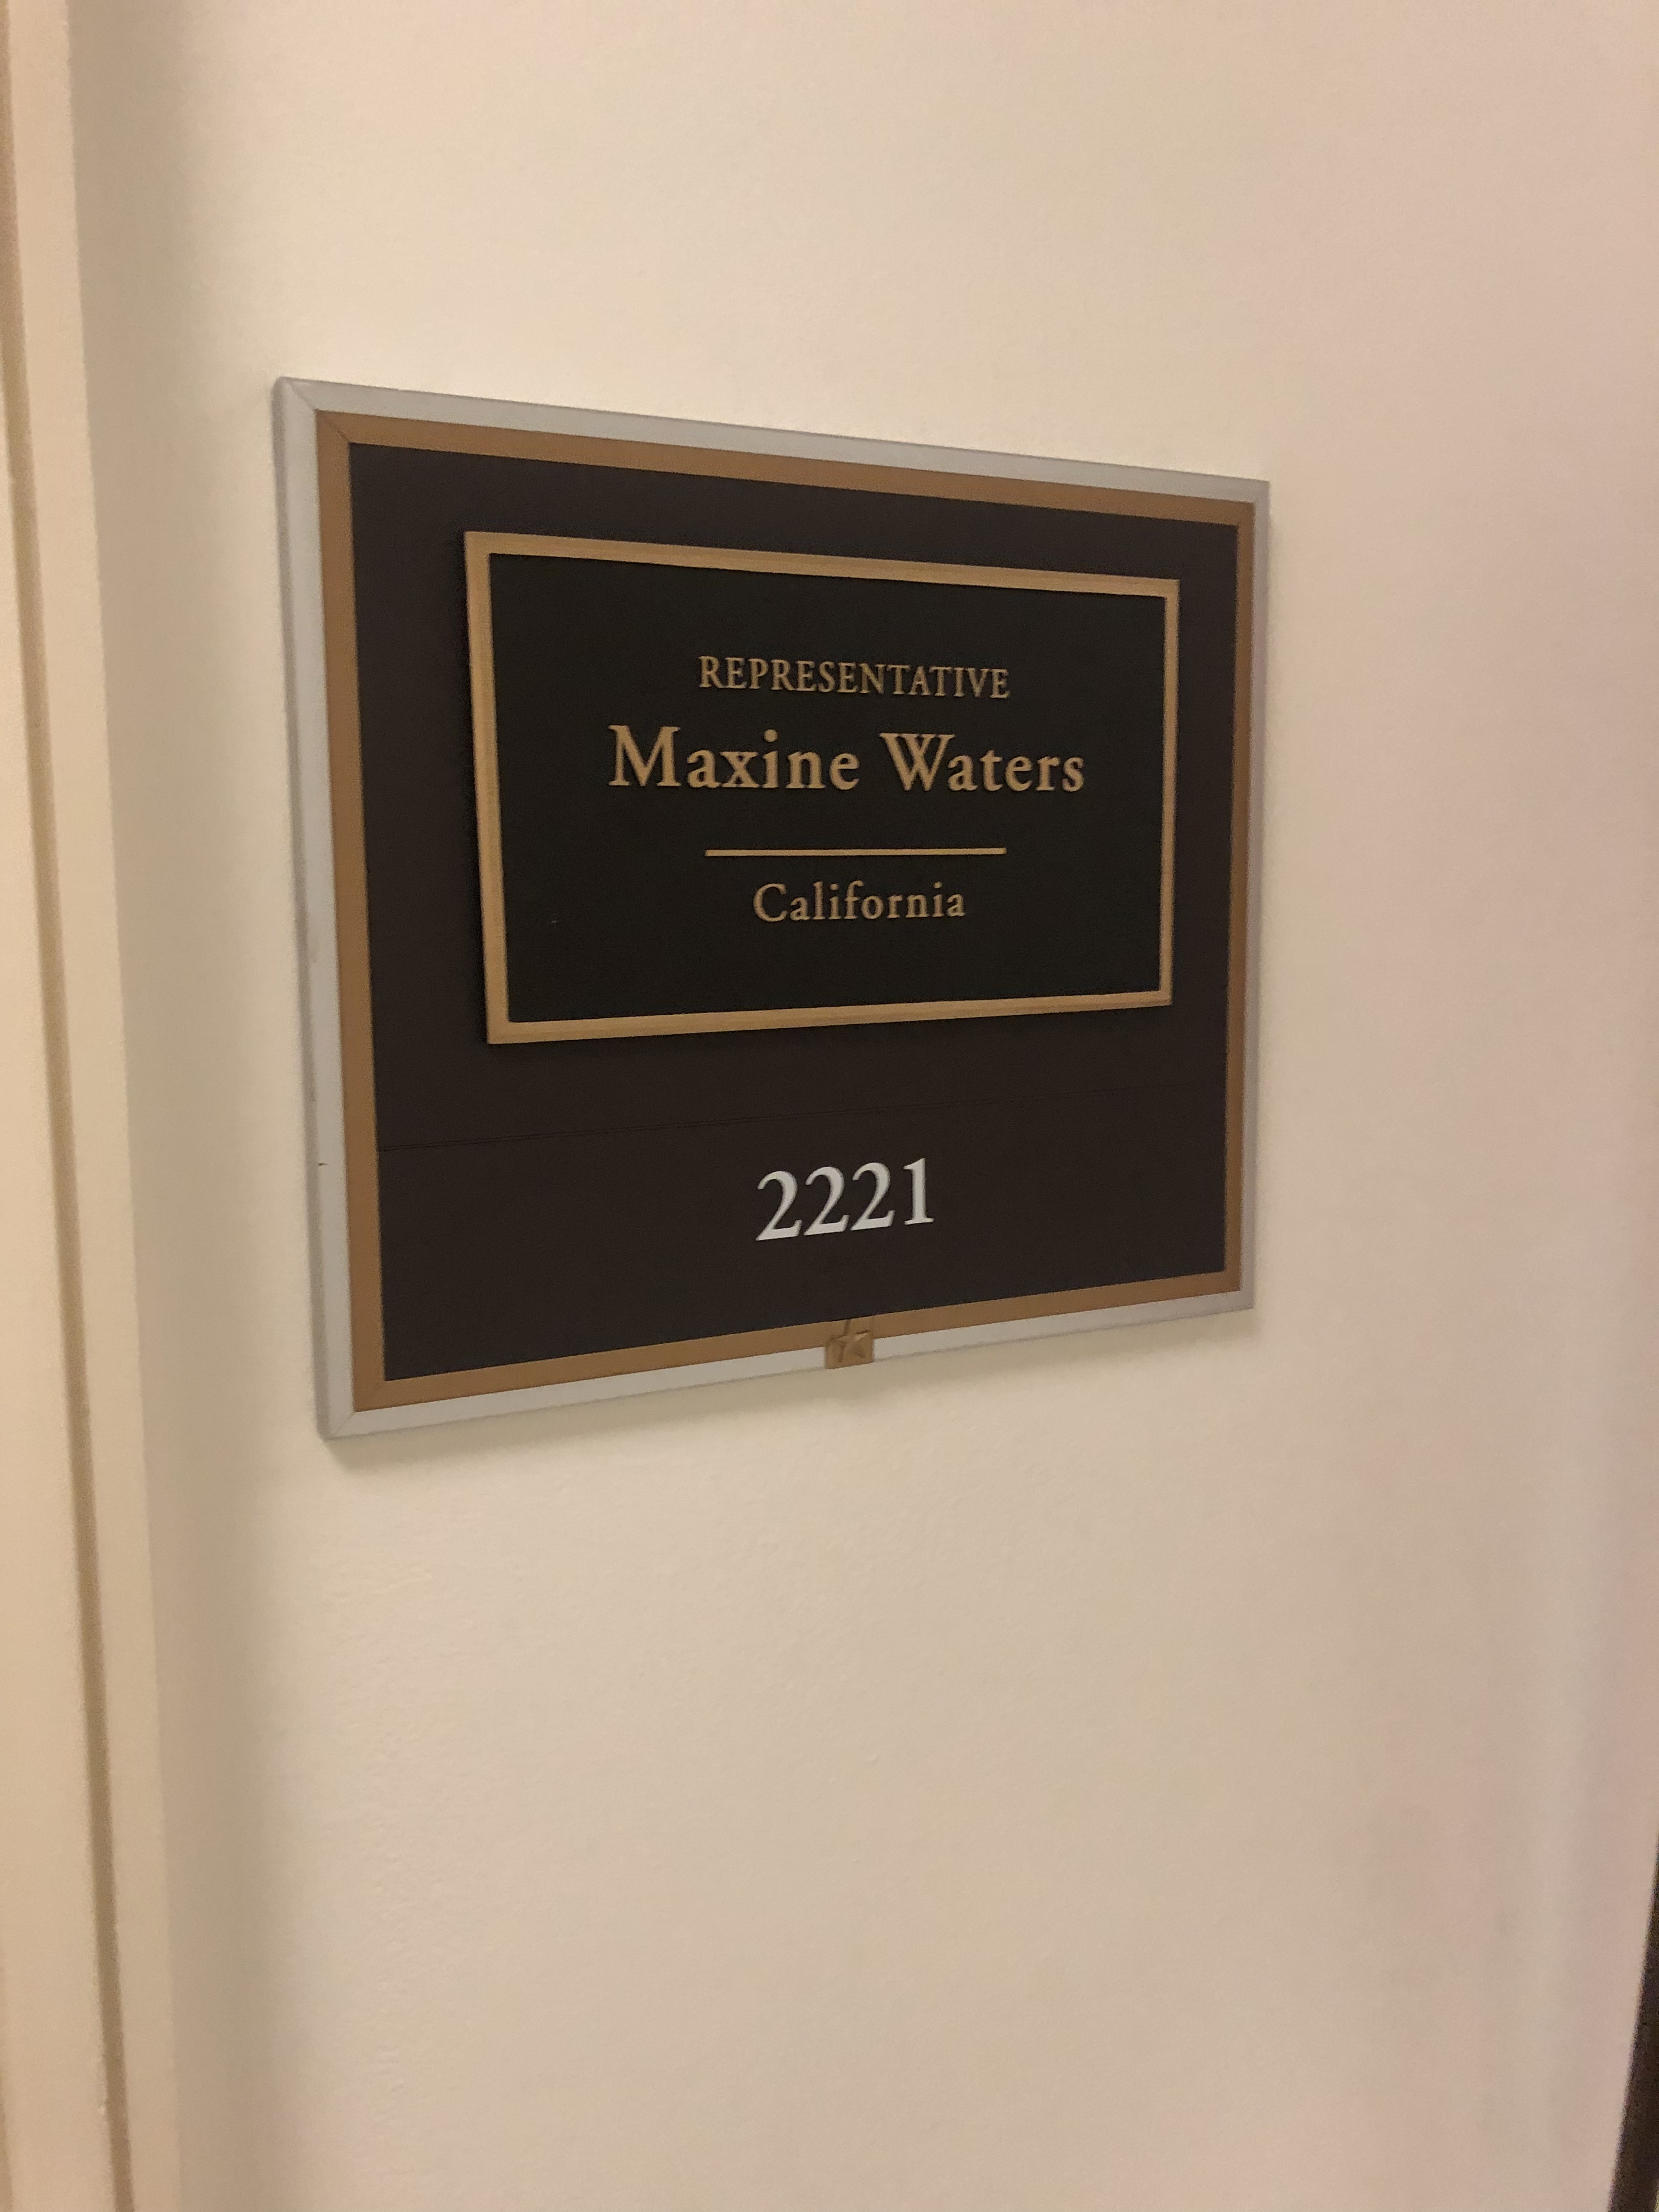 REPRESENTATIVE
Maxine Waters
California
2221